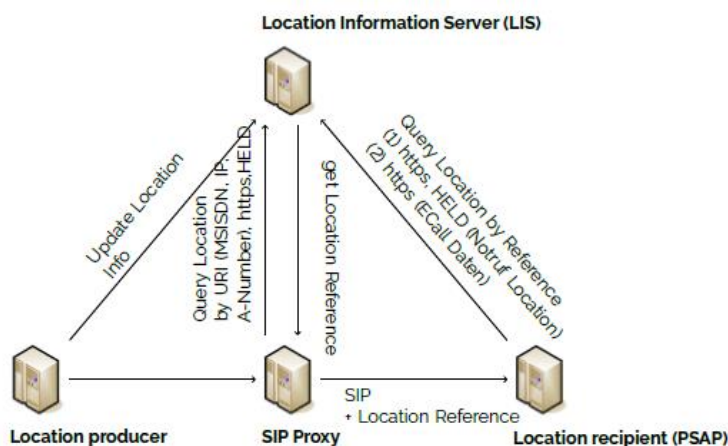 Location Information Server (LIS)
Update Location
Info
Query Location
by URI (MSISDN, IP,
A-Number), https,HELD
get Location Reference
Query Location by Reference
(1) https, HELD (Notruf Location)
(2) https (ECall Daten)
SIP
+ Location Reference
Location producer
SIP Proxy
Location recipient (PSAP)